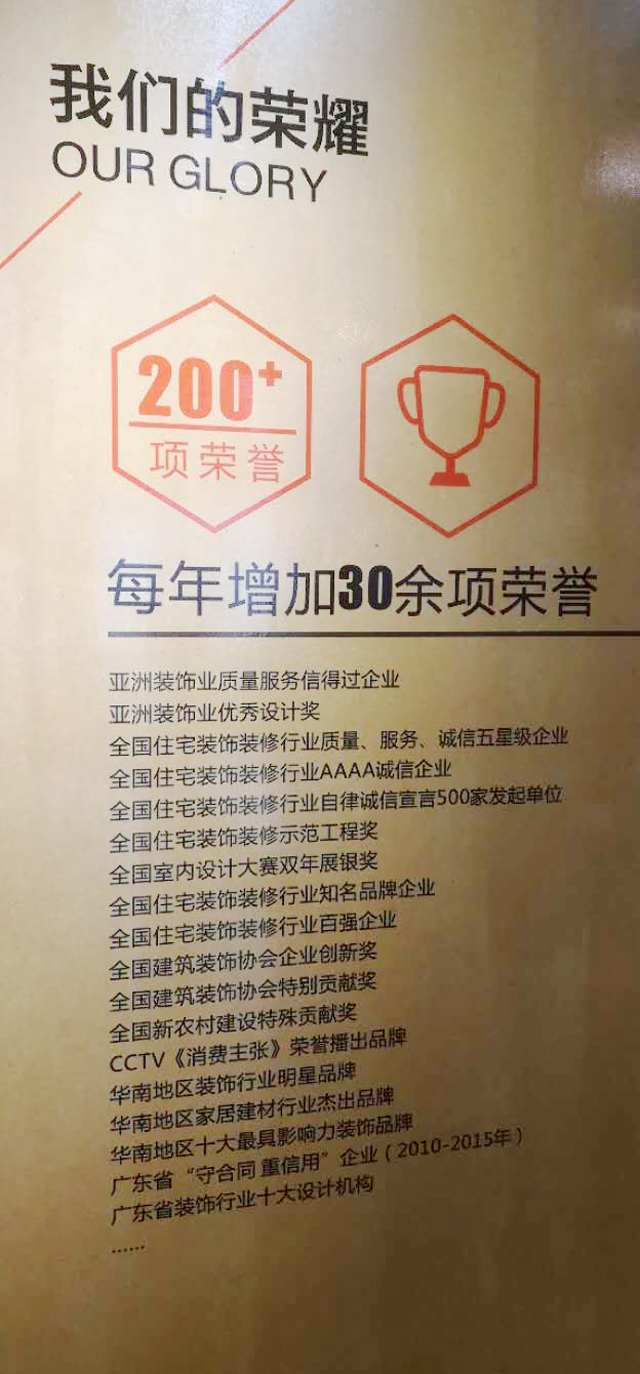 我们的荣耀
OUR GLORY
200+
项荣誉
每年增加30余项荣誉
亚洲装饰业质量服务信得过企业
亚洲装饰业优秀设计奖
全国住宅装饰装修行业质量、服务、诚信五星级企业
全国住宅装饰装修行业AAAA诚信企业
全国住宅装饰装修行业自律诚信宣言500家发起单位
全国住宅装饰装修示范工程奖
全国室内设计大赛双年展银奖
全国住宅装饰装修行业知名品牌企业
全国住宅装饰装修行业百强企业
全国建筑装饰协会企业创新奖
全国建筑装饰协会特别贡献奖
全国新农村建设特殊贡献奖
CCTV《消费主张》荣誉播出品牌
华南地区装饰行业明星品牌
华南地区家居建材行业杰出品牌
华南地区十大最具影响力装饰品牌
广东省“守合同 重信用”企业（2010-2015年）
广东省装饰行业十大设计机构
……